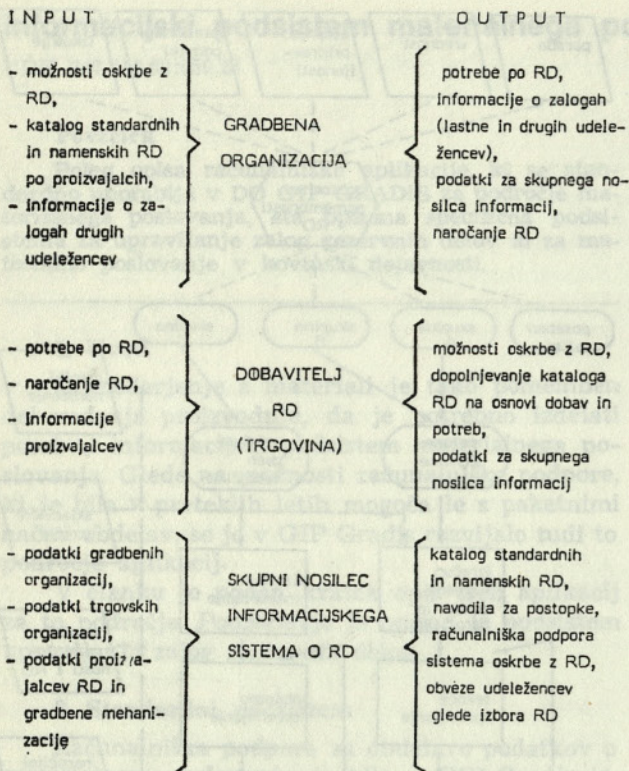 INPUT
OUTPUT
- možnosti oskrbe z
RD,
- katalog standardnih
in namenskih RD
po proizvajalcih,
- informacije o za-
logah drugih
udeležencev
GRADBENA
ORGANIZACIJA
potrebe po RD,
informacije o zalogah
(lastne in drugih udele-
žencev),
podatki za skupnega no-
silca informacij,
naročanje RD
- potrebe po RD,
- naročanje RD,
- informacije
proizvajalcev
DOBAVITELJ
RD
(TRGOVINA)
možnosti oskrbe z RD,
dopolnjevanje kataloga
RD na osnovi dobav in
potreb,
podatki za skupnega
nosilca informacij
- podatki gradbenih
organizacij,
- podatki trgovskih
organizacij,
- podatki proizva-
jalcev RD in
gradbene mehani-
zacije
SKUPNI NOSILEC
INFORMACIJSKEGA
SISTEMA O RD
katalog standardnih
in namenskih RD,
navodila za postopke,
računalniška podpora
sistema oskrbe z RD,
obveze udeležencev
glede izbora RD